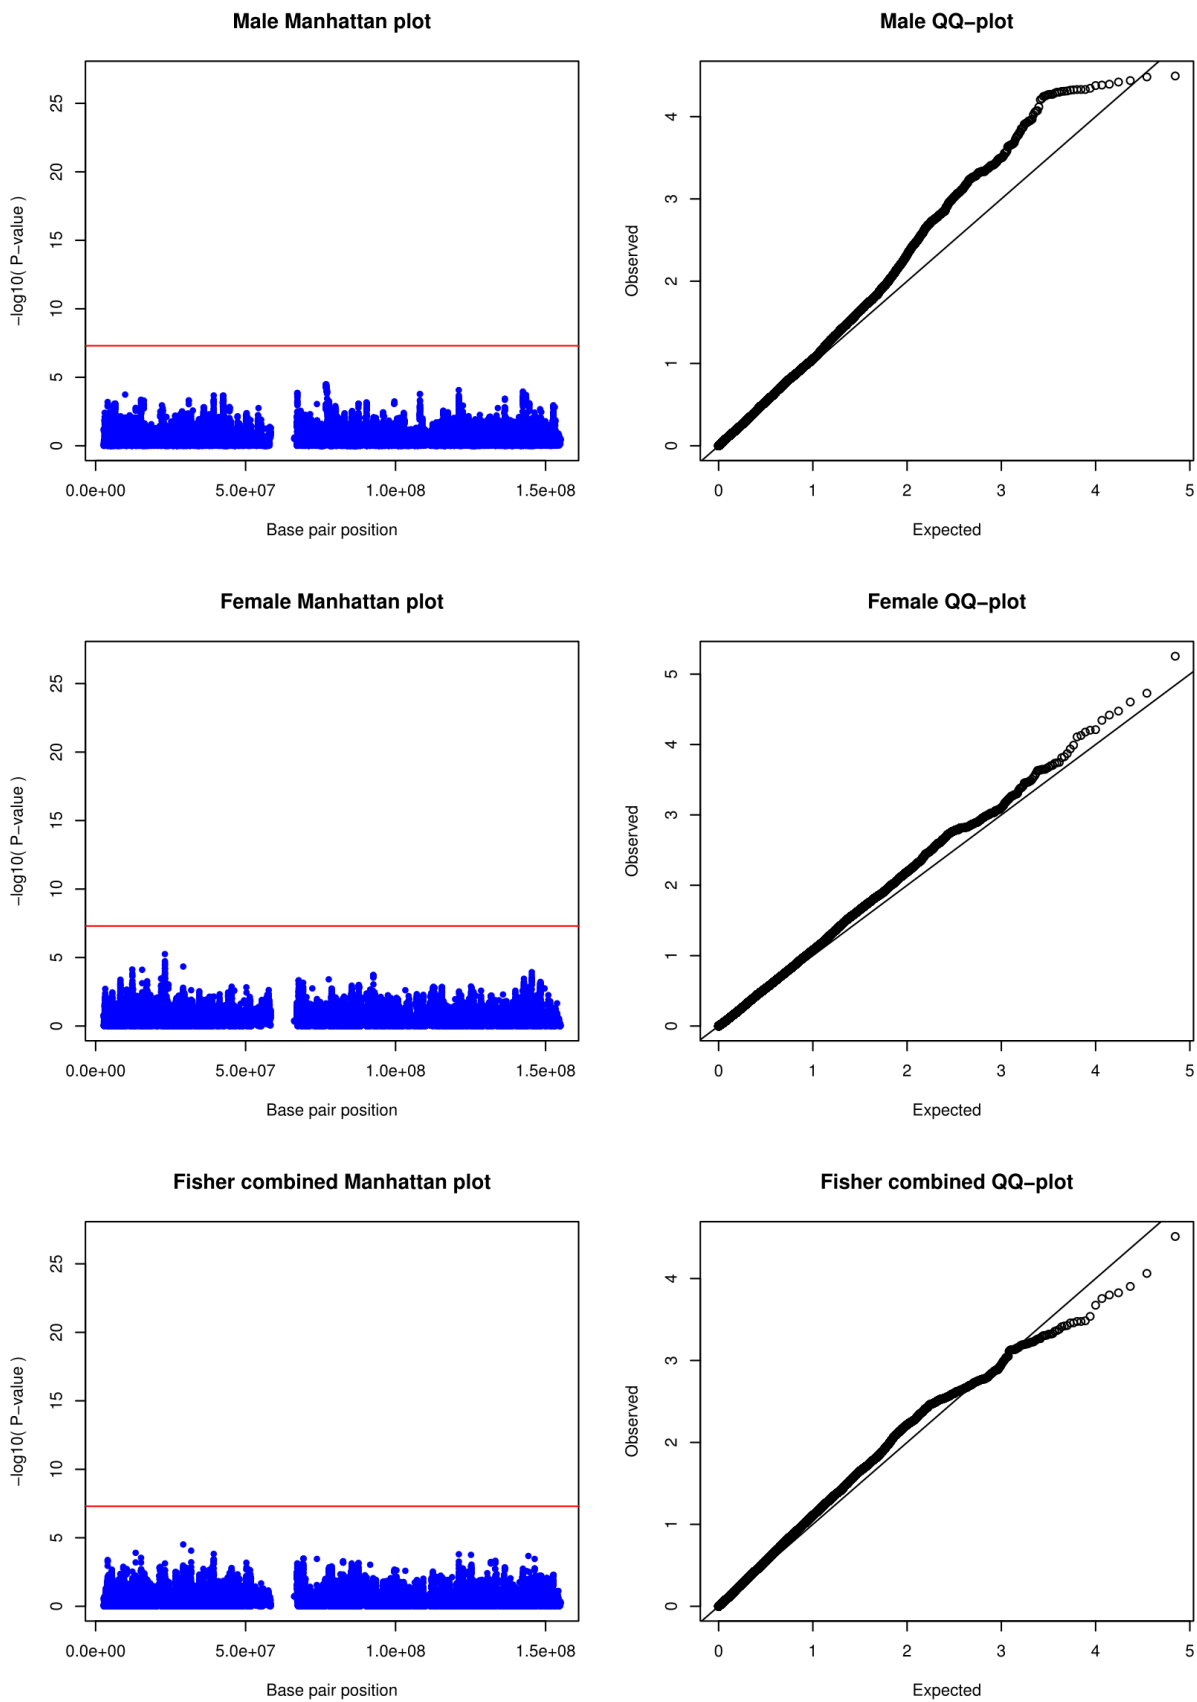 Male Manhattan plot
−log10( P−value )
25
20
15
10
5
0
0.0e+00 5.0e+07 1.0e+08 1.5e+08
Base pair position
Male QQ−plot
Observed
4
3
2
1
0
0 1 2 3 4 5
Expected
Female Manhattan plot
−log10( P−value )
25
20
15
10
5
0
0.0e+00 5.0e+07 1.0e+08 1.5e+08
Base pair position
Female QQ−plot
Observed
5
4
3
2
1
0
0 1 2 3 4 5
Expected
Fisher combined Manhattan plot
−log10( P−value )
25
20
15
10
5
0
0.0e+00 5.0e+07 1.0e+08 1.5e+08
Base pair position
Fisher combined QQ−plot
Observed
4
3
2
1
0
0 1 2 3 4 5
Expected